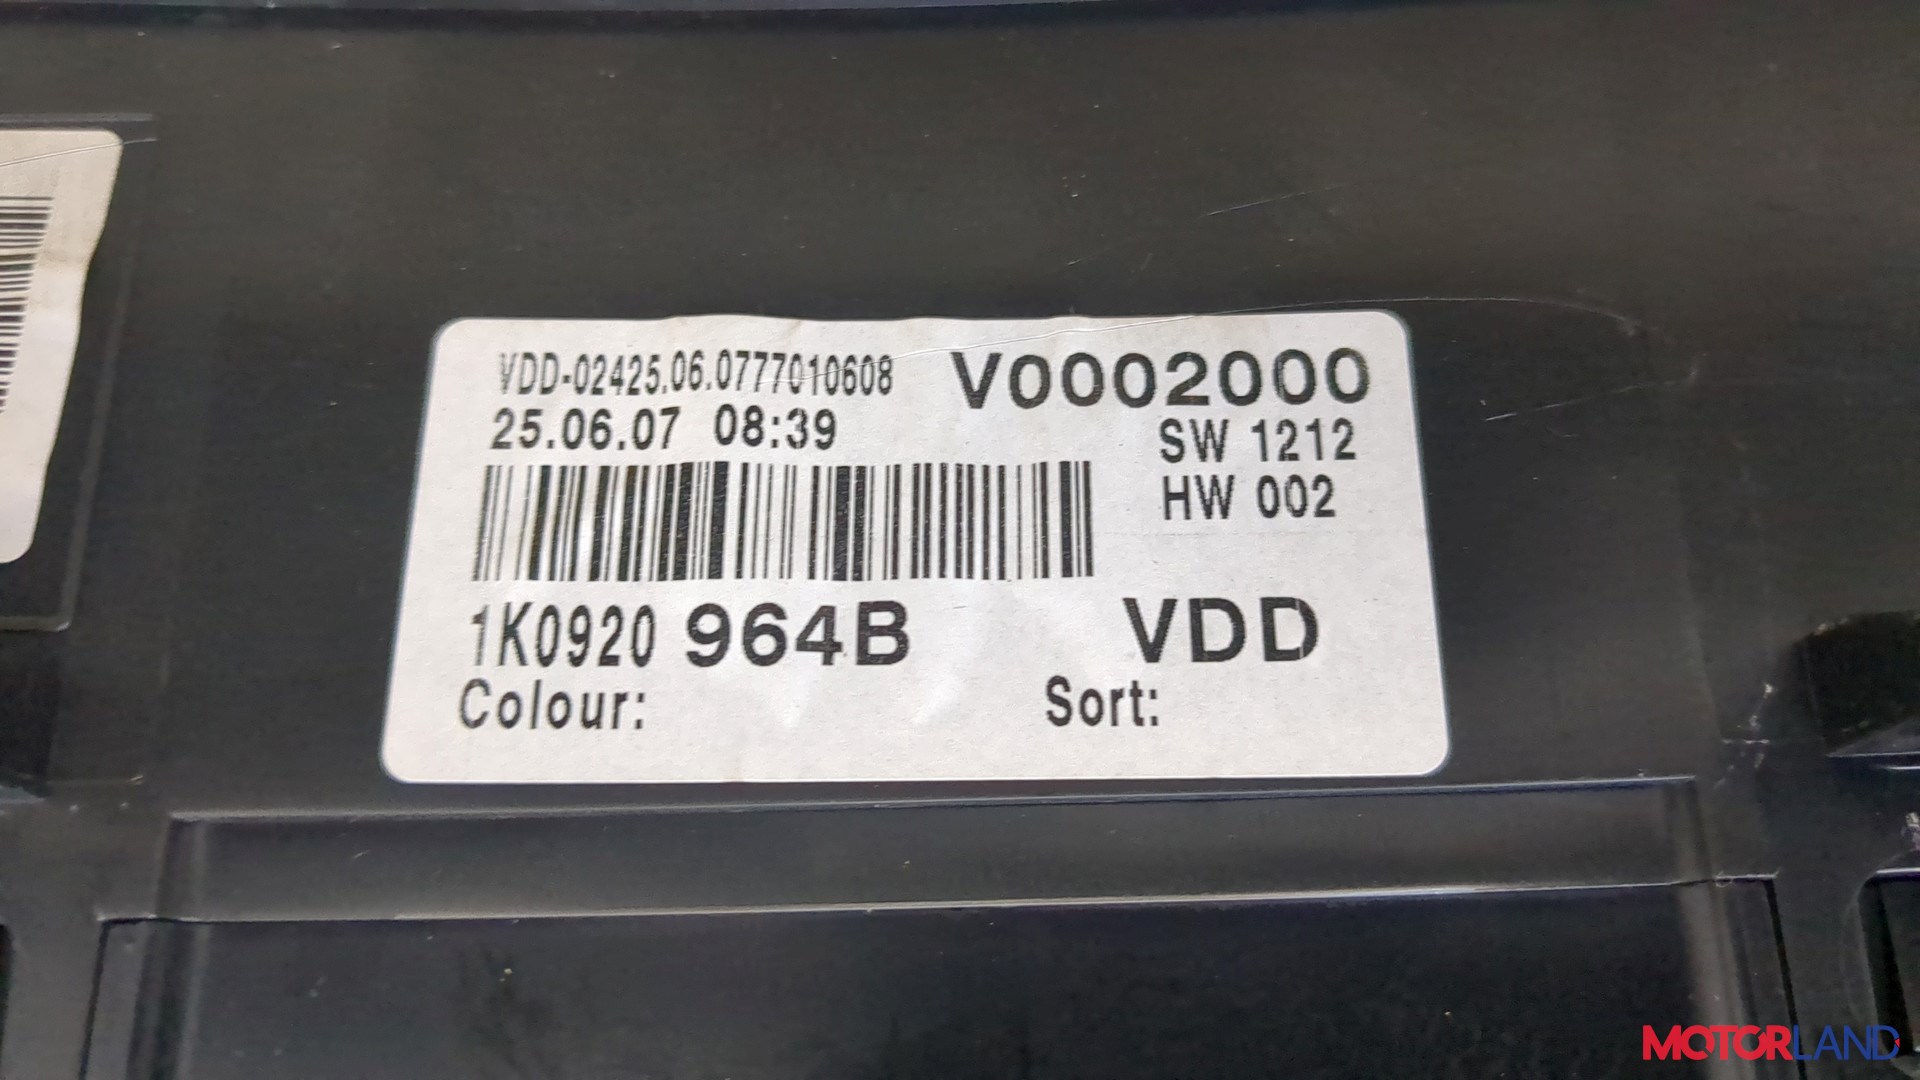 VDD-02425.06.0777010608 V0002000
25.06.07 08:39 SW 1212
HW 002
1K0920 964B VDD
Colour: Sort:
MOTORLAND